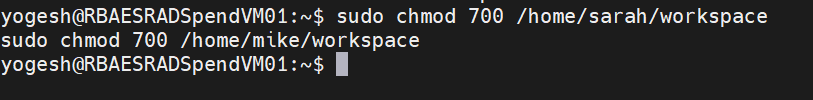 yogesh@RBAESRADSpendVM01:~$ sudo chmod 700 /home/sarah/workspace
sudo chmod 700 /home/mike/workspace
yogesh@RBAESRADSpendVM01:~$